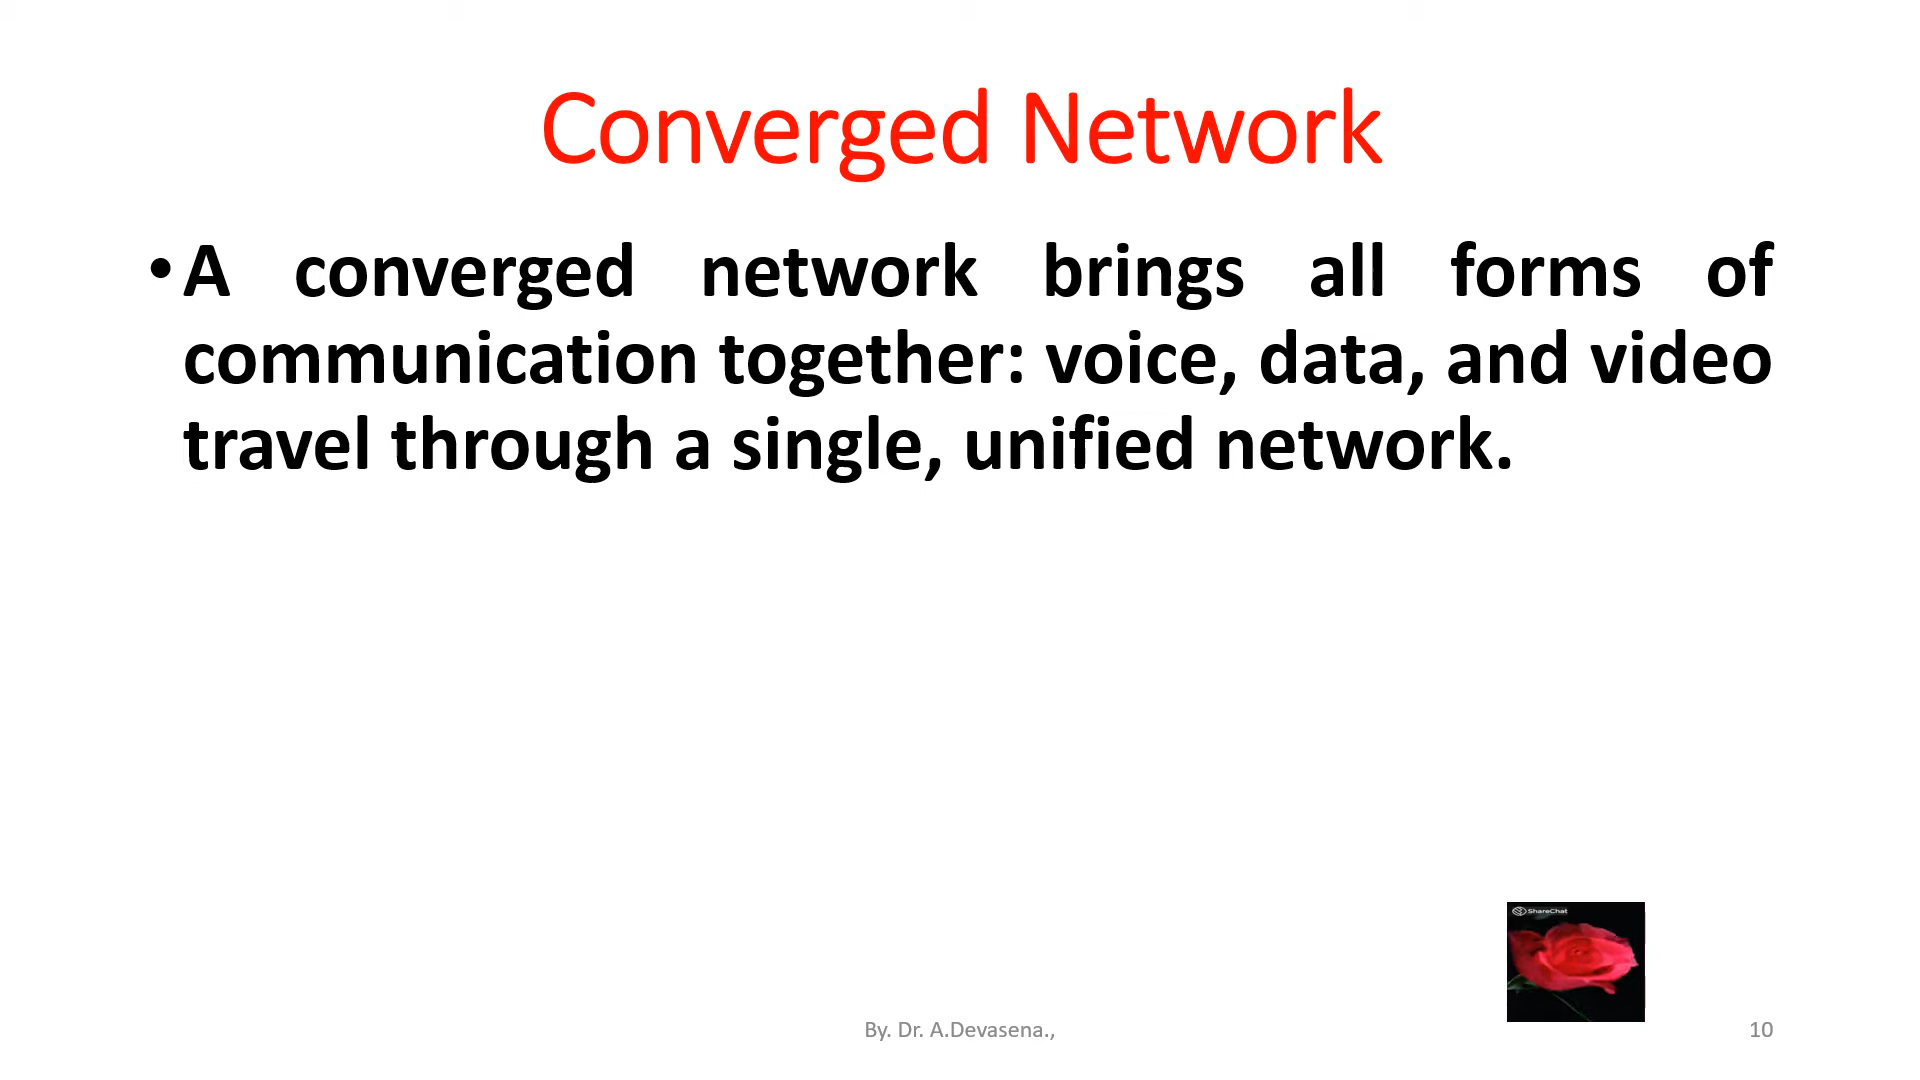 Converged Network
• A converged network brings all forms of
communication together: voice, data, and video
travel through a single, unified network.
ShareChat
By. Dr. A.Devasena.,
10